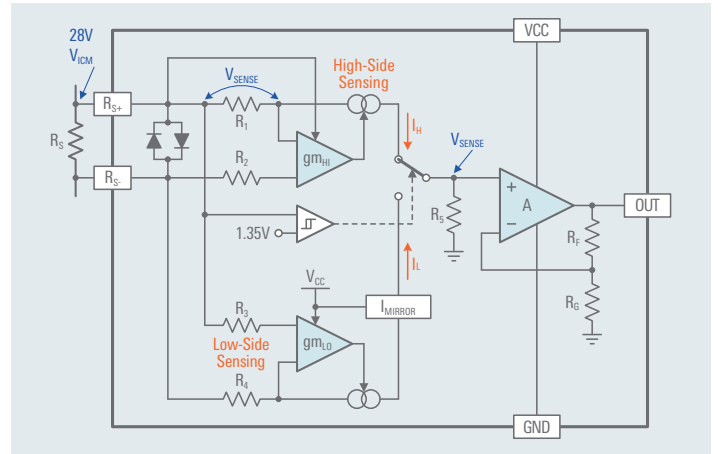 28V
VICM
VCC
High-Side
Sensing
VSENSE
RS+
R1
IH
RS
VSENSE
gmHI
R2
RS-
+
A
OUT
−
R5
RF
1.35V
IL
VCC
IMIRROR
RG
R3
Low-Side
Sensing
gmLO
R4
GND